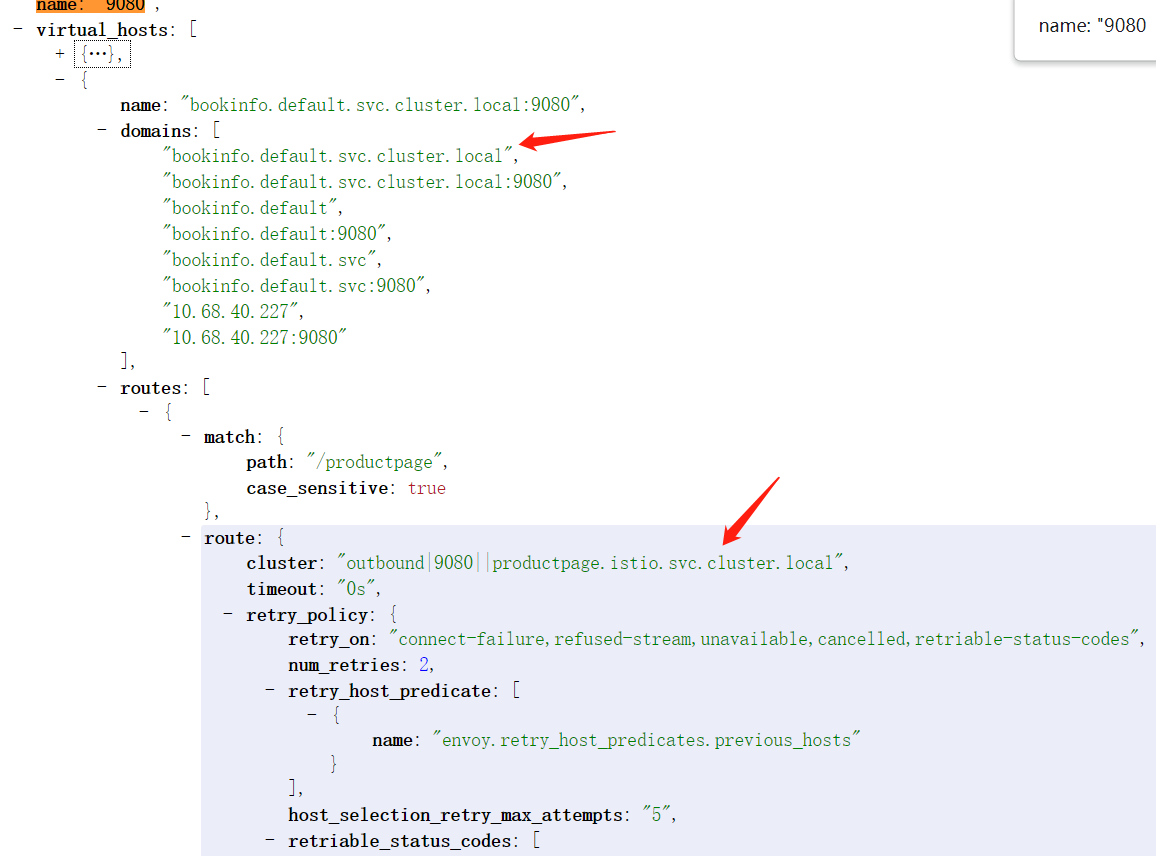 name: "9080",
name: "9080
- virtual_hosts: [
+ {…},
- {
name: "bookinfo.default.svc.cluster.local:9080",
- domains: [
"bookinfo.default.svc.cluster.local",
"bookinfo.default.svc.cluster.local:9080",
"bookinfo.default",
"bookinfo.default:9080",
"bookinfo.default.svc",
"bookinfo.default.svc:9080",
"10.68.40.227",
"10.68.40.227:9080"
],
- routes: [
- {
- match: {
path: "/productpage",
case_sensitive: true
},
- route: {
cluster: "outbound|9080||productpage.istio.svc.cluster.local",
timeout: "0s",
- retry_policy: {
retry_on: "connect-failure,refused-stream,unavailable,cancelled,retriable-status-codes",
num_retries: 2,
- retry_host_predicate: [
- {
name: "envoy.retry_host_predicates.previous_hosts"
}
],
host_selection_retry_max_attempts: "5",
- retriable_status_codes: [